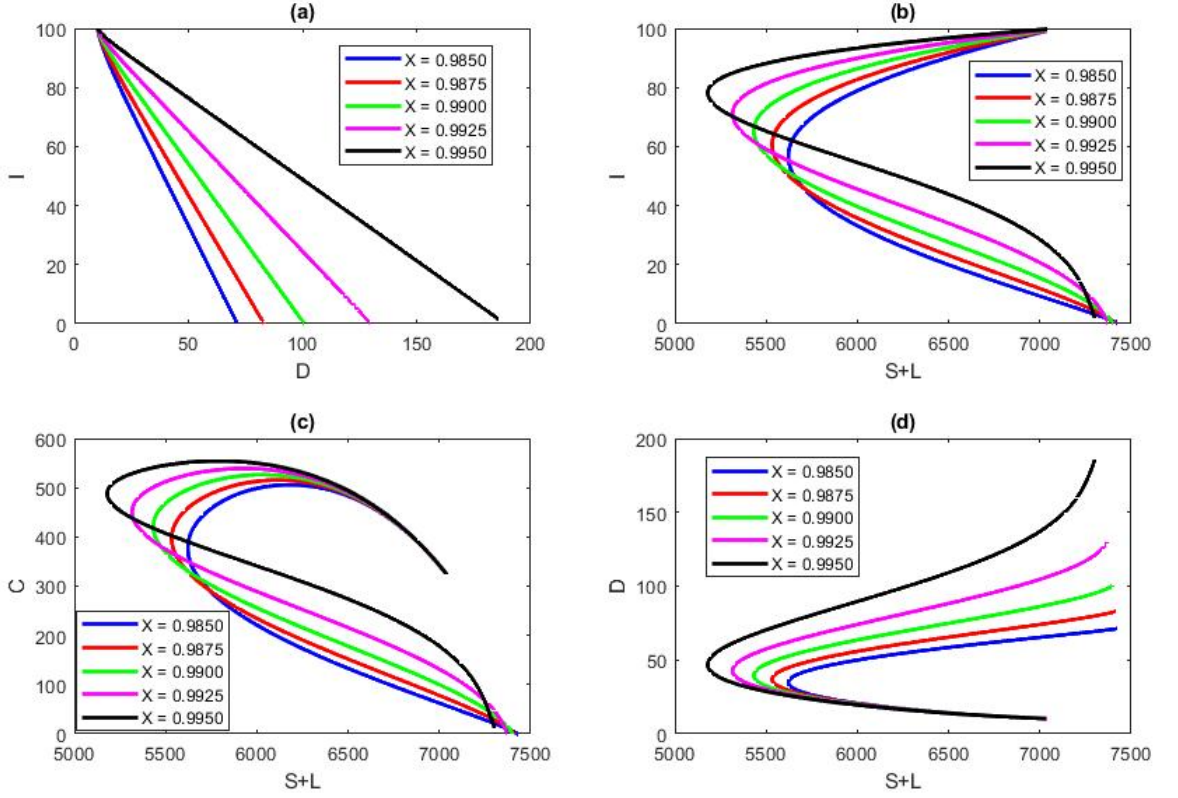 (a)
100
80
60
40
20
0
I
0 50 100 150 200
D
X = 0.9850
X = 0.9875
X = 0.9900
X = 0.9925
X = 0.9950
(b)
100
80
60
40
20
0
I
5000 5500 6000 6500 7000 7500
S+L
X = 0.9850
X = 0.9875
X = 0.9900
X = 0.9925
X = 0.9950
(c)
600
500
400
300
200
100
0
C
5000 5500 6000 6500 7000 7500
S+L
X = 0.9850
X = 0.9875
X = 0.9900
X = 0.9925
X = 0.9950
(d)
200
150
100
50
0
D
5000 5500 6000 6500 7000 7500
S+L
X = 0.9850
X = 0.9875
X = 0.9900
X = 0.9925
X = 0.9950